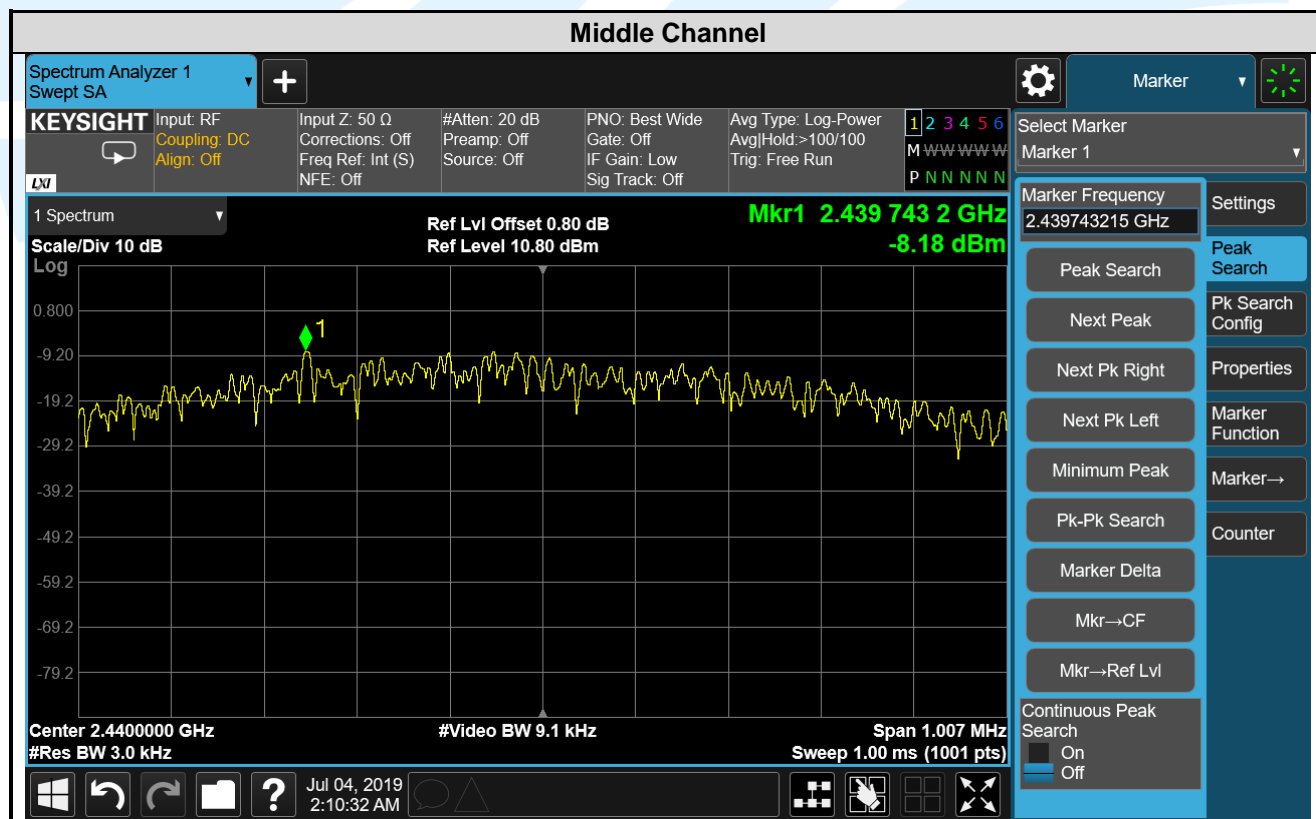 Middle Channel
Spectrum Analyzer 1
Swept SA
Marker
KEYSIGHT
LXI
Input: RF
Coupling: DC
Align: Off
Input Z: 50 Ω
Corrections: Off
Freq Ref: Int (S)
NFE: Off
#Atten: 20 dB
Preamp: Off
Source: Off
PNO: Best Wide
Gate: Off
IF Gain: Low
Sig Track: Off
Avg Type: Log-Power
Avg|Hold:>100/100
Trig: Free Run
1 2 3 4 5 6
M W W W W W
P N N N N N
Select Marker
Marker 1
1 Spectrum
Scale/Div 10 dB
Ref Lvl Offset 0.80 dB
Ref Level 10.80 dBm
Mkr1 2.439 743 2 GHz
-8.18 dBm
Log
0.800
-9.20
-19.2
-29.2
-39.2
-49.2
-59.2
-69.2
-79.2
1
Center 2.4400000 GHz
#Res BW 3.0 kHz
#Video BW 9.1 kHz
Span 1.007 MHz
Sweep 1.00 ms (1001 pts)
Marker Frequency
2.439743215 GHz
Peak Search
Next Peak
Next Pk Right
Next Pk Left
Minimum Peak
Pk-Pk Search
Marker Delta
Mkr→CF
Mkr→Ref Lvl
Continuous Peak
Search
On
Off
Settings
Peak
Search
Pk Search
Config
Properties
Marker
Function
Marker→
Counter
?
Jul 04, 2019
2:10:32 AM